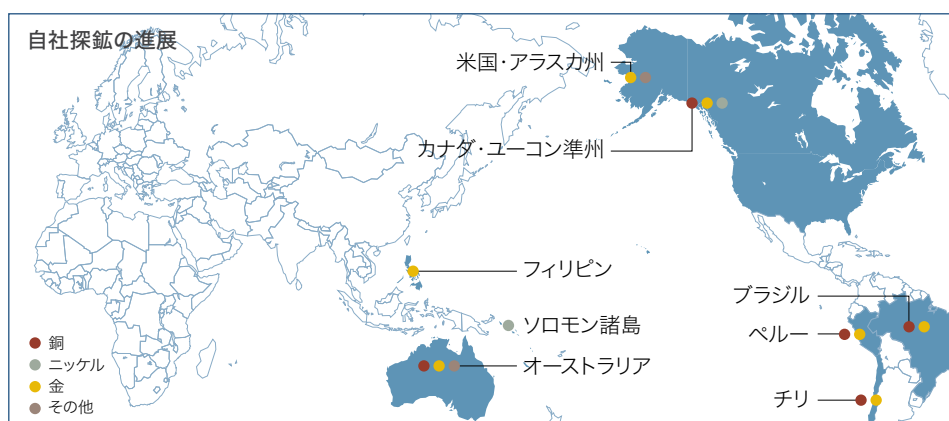 自社探鉱の進展
米国・アラスカ州
カナダ・ユーコン準州
フィリピン
ブラジル
ソロモン諸島
ペルー
オーストラリア
チリ
銅
ニッケル
金
その他